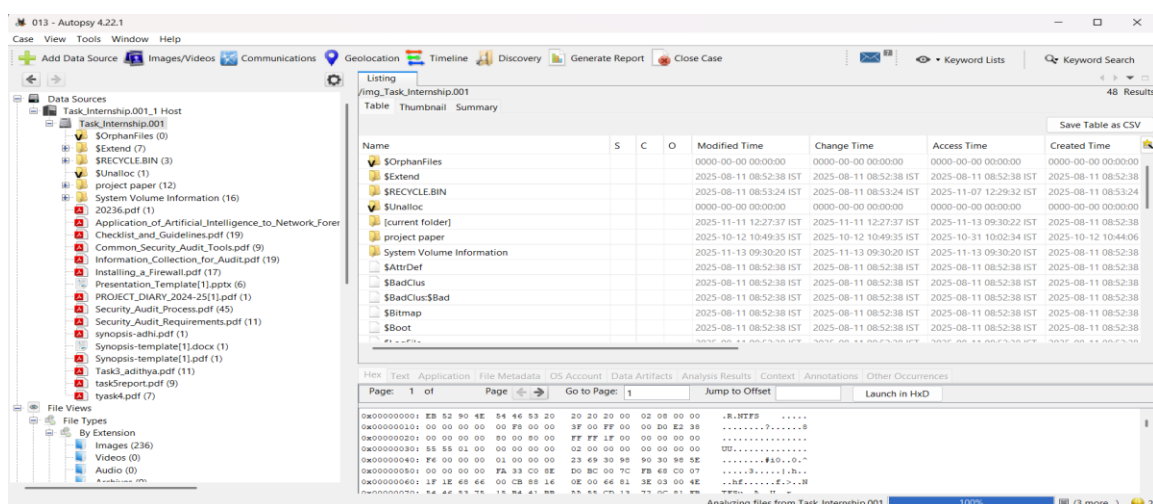 013 - Autopsy 4.22.1
Case View Tools Window Help
Add Data Source Images/Videos Communications Geolocation Timeline Discovery Generate Report Close Case Keyword Lists Keyword Search
Listing
/img_Task_Internship.001 48 Results
Table Thumbnail Summary
Save Table as CSV
Data Sources
Task_Internship.001_1 Host
Task_Internship.001
$OrphanFiles (0)
$Extend (7)
$RECYCLE.BIN (3)
$Unalloc (1)
project paper (12)
System Volume Information (16)
20236.pdf (1)
Application_of_Artificial_Intelligence_to_Network_Forer
Checklist_and_Guidelines.pdf (19)
Common_Security_Audit_Tools.pdf (9)
Information_Collection_for_Audit.pdf (19)
Installing_a_Firewall.pdf (17)
Presentation_Template[1].pptx (6)
PROJECT_DIARY_2024-25[1].pdf (1)
Security_Audit_Process.pdf (45)
Security_Audit_Requirements.pdf (11)
synopsis-adhi.pdf (1)
Synopsis-template[1].docx (1)
Synopsis-template[1].pdf (1)
Task3_adithya.pdf (11)
task5report.pdf (9)
tyask4.pdf (7)
File Views
File Types
By Extension
Images (236)
Videos (0)
Audio (0)
Name S C O Modified Time Change Time Access Time Created Time
$OrphanFiles 0000-00-00 00:00:00 0000-00-00 00:00:00 0000-00-00 00:00:00 0000-00-00 00:00:00
$Extend 2025-08-11 08:52:38 IST 2025-08-11 08:52:38 IST 2025-08-11 08:52:38 IST 2025-08-11 08:52:38
$RECYCLE.BIN 2025-08-11 08:53:24 IST 2025-08-11 08:53:24 IST 2025-11-07 12:29:32 IST 2025-08-11 08:53:24
$Unalloc 0000-00-00 00:00:00 0000-00-00 00:00:00 0000-00-00 00:00:00 0000-00-00 00:00:00
[current folder] 2025-11-11 12:27:37 IST 2025-11-11 12:27:37 IST 2025-11-13 09:30:22 IST 2025-08-11 08:52:38
project paper 2025-10-12 10:49:35 IST 2025-10-12 10:49:35 IST 2025-10-31 10:02:34 IST 2025-10-12 10:44:06
System Volume Information 2025-11-13 09:30:20 IST 2025-11-13 09:30:20 IST 2025-11-13 09:30:20 IST 2025-08-11 08:52:38
$AttrDef 2025-08-11 08:52:38 IST 2025-08-11 08:52:38 IST 2025-08-11 08:52:38 IST 2025-08-11 08:52:38
$BadClus 2025-08-11 08:52:38 IST 2025-08-11 08:52:38 IST 2025-08-11 08:52:38 IST 2025-08-11 08:52:38
$BadClus:$Bad 2025-08-11 08:52:38 IST 2025-08-11 08:52:38 IST 2025-08-11 08:52:38 IST 2025-08-11 08:52:38
$Bitmap 2025-08-11 08:52:38 IST 2025-08-11 08:52:38 IST 2025-08-11 08:52:38 IST 2025-08-11 08:52:38
$Boot 2025-08-11 08:52:38 IST 2025-08-11 08:52:38 IST 2025-08-11 08:52:38 IST 2025-08-11 08:52:38
Hex Text Application File Metadata OS Account Data Artifacts Analysis Results Context Annotations Other Occurrences
Page: 1 of Page Go to Page: 1 Jump to Offset Launch in HxD
0x00000000: EB 52 90 4E 54 46 53 20 20 20 20 00 02 08 00 00 .R.NTFS .....
0x00000010: 00 00 00 00 00 F8 00 00 3F 00 FF 00 00 D0 E2 38 ........?......8
0x00000020: 00 00 00 00 80 00 80 00 FF FF 1F 00 00 00 00 00 ................
0x00000030: 55 55 01 00 00 00 00 00 02 00 00 00 00 00 00 00 UU..............
0x00000040: F6 00 00 00 01 00 00 00 23 69 30 98 90 30 98 5E ........#i0..0.^
0x00000050: 00 00 00 00 FA 33 C0 8E D0 BC 00 7C FB 68 C0 07 .....3.....|.h..
0x00000060: 1F 1E 68 66 00 CB 88 16 0E 00 66 81 3E 03 00 4E ..hf......f.>..N
Analyzing files from Task_Internship.001 100% (3 more...)